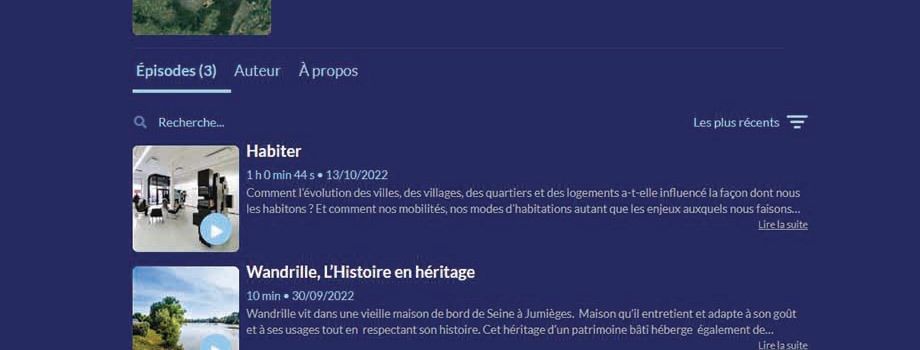 Épisodes (3) Auteur À propos
Recherche... Les plus récents
Habiter
1 h 0 min 44 s • 13/10/2022
Comment l'évolution des villes, des villages, des quartiers et des logements a-t-elle influencé la façon dont nous
les habitons ? Et comment nos mobilités, nos modes d'habitations autant que les enjeux auxquels nous faisons...
Lire la suite
Wandrille, L'Histoire en héritage
10 min • 30/09/2022
Wandrille vit dans une vieille maison de bord de Seine à Jumièges. Maison qu'il entretient et adapte à son goût
et à ses usages tout en respectant son histoire. Cet héritage d'un patrimoine bâti héberge également de...
Lire la suite